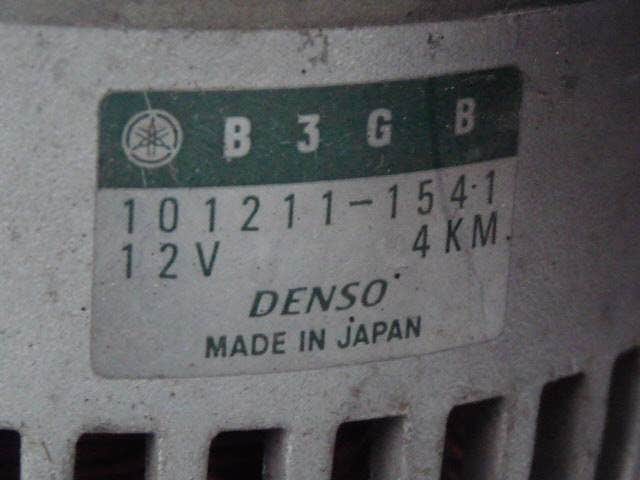 B 3 G B
101211-1541
12V 4KM
DENSO
MADE IN JAPAN